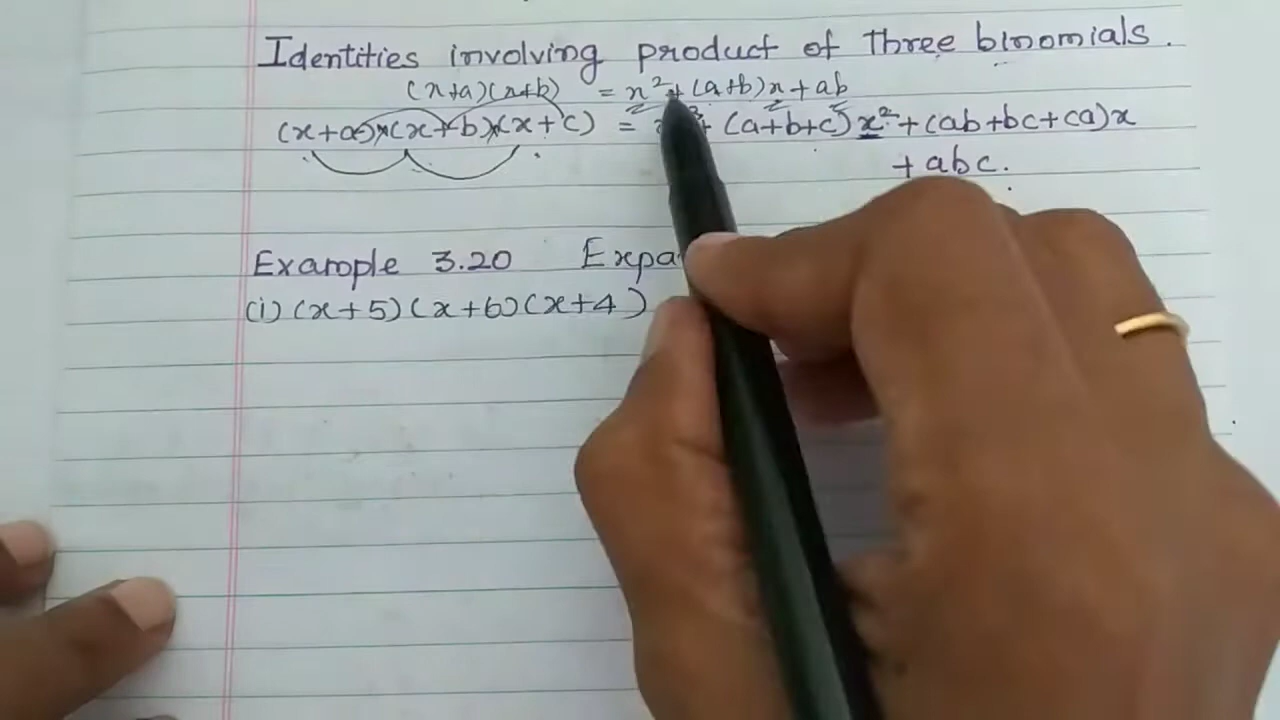 Identities involving product of three binomials.
(x+a)(x+b) = x²+(a+b)x+ab
(x+a)(x+b)(x+c) = + (a+b+c)x²+(ab+bc+ca)x
+abc.
Example 3.20
(i) (x+5)(x+6)(x+4)